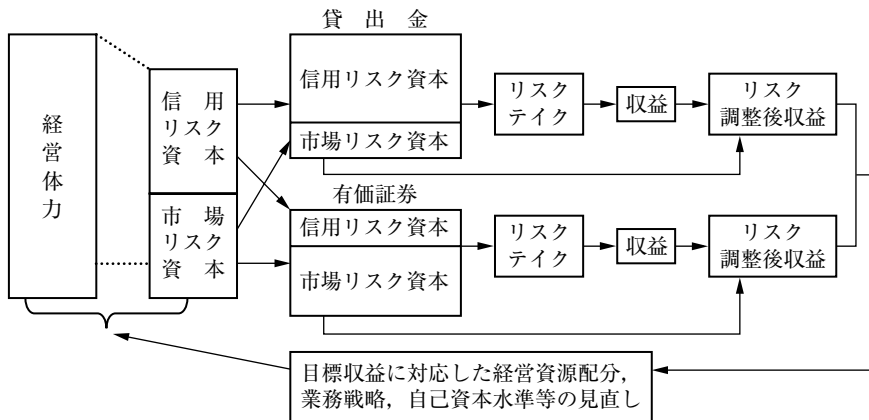 経営体力
信用
リスク
資本
市場
リスク
資本
貸出金
信用リスク資本
市場リスク資本
リスク
テイク
収益
リスク
調整後収益
有価証券
信用リスク資本
市場リスク資本
リスク
テイク
収益
リスク
調整後収益
目標収益に対応した経営資源配分，
業務戦略，自己資本水準等の見直し